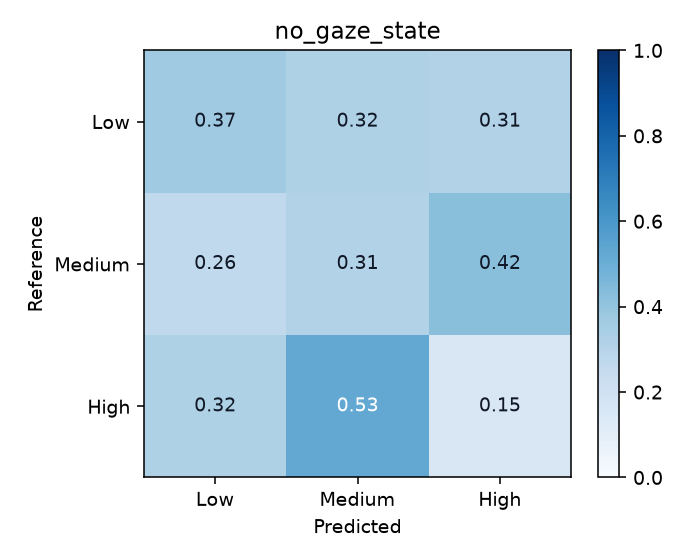 no_gaze_state
1.0
Low 0.37 0.32 0.31
0.8
0.6
Medium 0.26 0.31 0.42
0.4
High 0.32 0.53 0.15
0.2
0.0
Low Medium High
Predicted
Reference